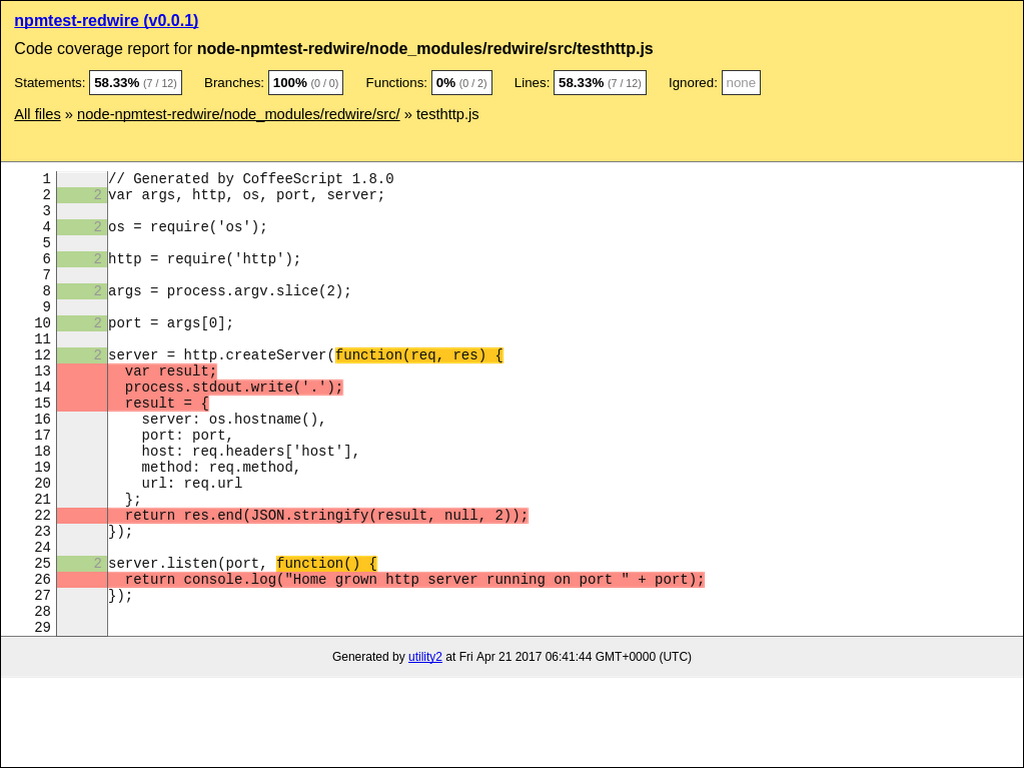 npmtest-redwire (v0.0.1)
Code coverage report for node-npmtest-redwire/node_modules/redwire/src/testhttp.js
Statements: 58.33% (7 / 12) Branches: 100% (0 / 0) Functions: 0% (0 / 2) Lines: 58.33% (7 / 12) Ignored: none
All files » node-npmtest-redwire/node_modules/redwire/src/ » testhttp.js
1 // Generated by CoffeeScript 1.8.0
2 2 var args, http, os, port, server;
3
4 2 os = require('os');
5
6 2 http = require('http');
7
8 2 args = process.argv.slice(2);
9
10 2 port = args[0];
11
12 2 server = http.createServer(function(req, res) {
13   var result;
14   process.stdout.write('.');
15   result = {
16     server: os.hostname(),
17     port: port,
18     host: req.headers['host'],
19     method: req.method,
20     url: req.url
21   };
22   return res.end(JSON.stringify(result, null, 2));
23 });
24
25 2 server.listen(port, function() {
26   return console.log("Home grown http server running on port " + port);
27 });
28
29
Generated by utility2 at Fri Apr 21 2017 06:41:44 GMT+0000 (UTC)